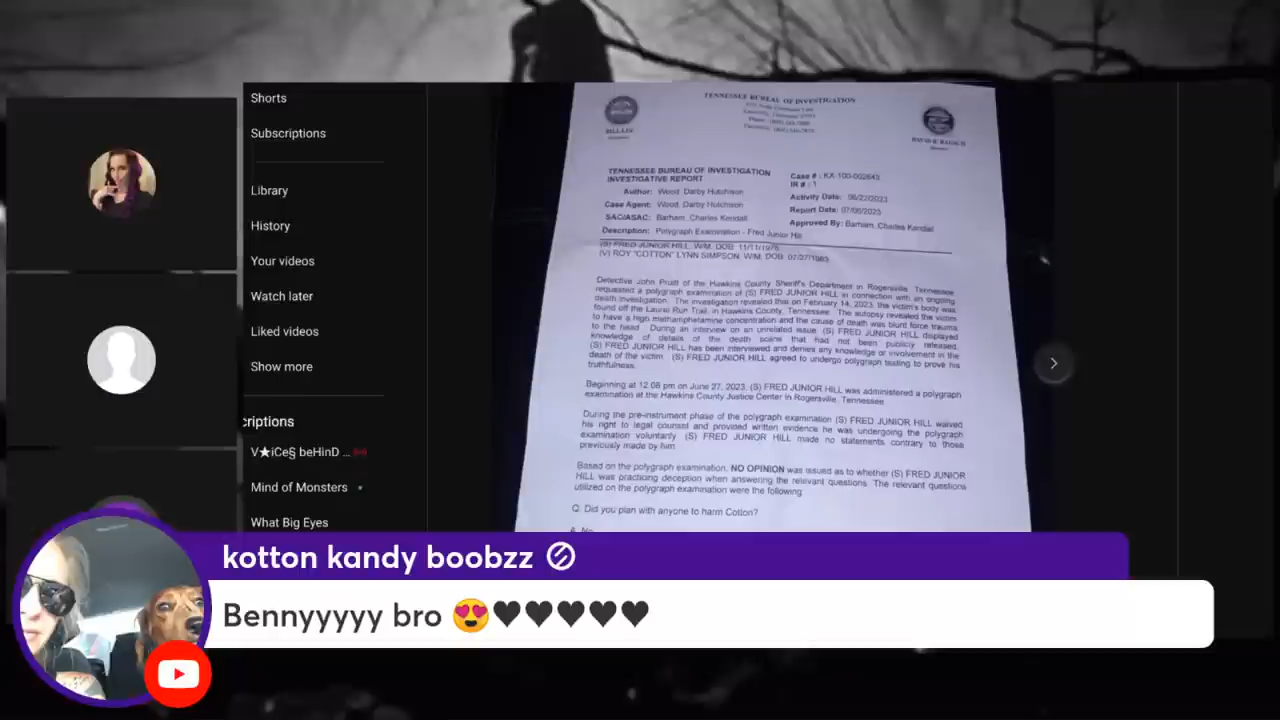 Shorts
Subscriptions
Library
History
Your videos
Watch later
Liked videos
Show more
criptions
V★iCe§ beHinD ...
Mind of Monsters
What Big Eyes
TENNESSEE BUREAU OF INVESTIGATION
BILL LEE
DAVID B. RAUSCH
TENNESSEE BUREAU OF INVESTIGATION
INVESTIGATIVE REPORT
Author: Wood, Darby Hutchison
Case Agent: Wood, Darby Hutchison
SAC/ASAC: Barham, Charles Kendall
Description: Polygraph Examination - Fred Junior Hill
Case #: KX-100-002643
IR #: 1
Activity Date: 06/27/2023
Report Date: 07/06/2023
Approved By: Barham, Charles Kendall
(S) FRED JUNIOR HILL, W/M, DOB: 11/11/1978
(V) ROY "COTTON" LYNN SIMPSON, W/M, DOB:
Detective John Pruitt of the Hawkins County Sheriff's Department in Rogersville, Tennessee
requested a polygraph examination of (S) FRED JUNIOR HILL in connection with an ongoing
death investigation. The investigation revealed that on February 14, 2023, the victim's body was
found off the Laurel Run Trail, in Hawkins County, Tennessee. The autopsy revealed the victim
to have a high methamphetamine concentration and the cause of death was blunt force trauma
to the head. During an interview on an unrelated issue, (S) FRED JUNIOR HILL displayed
knowledge of details of the death scene that had not been publicly released.
(S) FRED JUNIOR HILL has been interviewed and denies any knowledge or involvement in the
death of the victim. (S) FRED JUNIOR HILL agreed to undergo polygraph testing to prove his
truthfulness.
Beginning at 12:08 pm on June 27, 2023, (S) FRED JUNIOR HILL was administered a polygraph
examination at the Hawkins County Justice Center in Rogersville, Tennessee.
During the pre-instrument phase of the polygraph examination (S) FRED JUNIOR HILL waived
his right to legal counsel and provided written evidence he was undergoing the polygraph
examination voluntarily. (S) FRED JUNIOR HILL made no statements contrary to those
previously made by him.
Based on the polygraph examination, NO OPINION was issued as to whether (S) FRED JUNIOR
HILL was practicing deception when answering the relevant questions. The relevant questions
utilized on the polygraph examination were the following:
Q: Did you plan with anyone to harm Cotton?
A: No
kotton kandy boobzz
Bennyyyyy bro 😍🖤🖤🖤🖤🖤